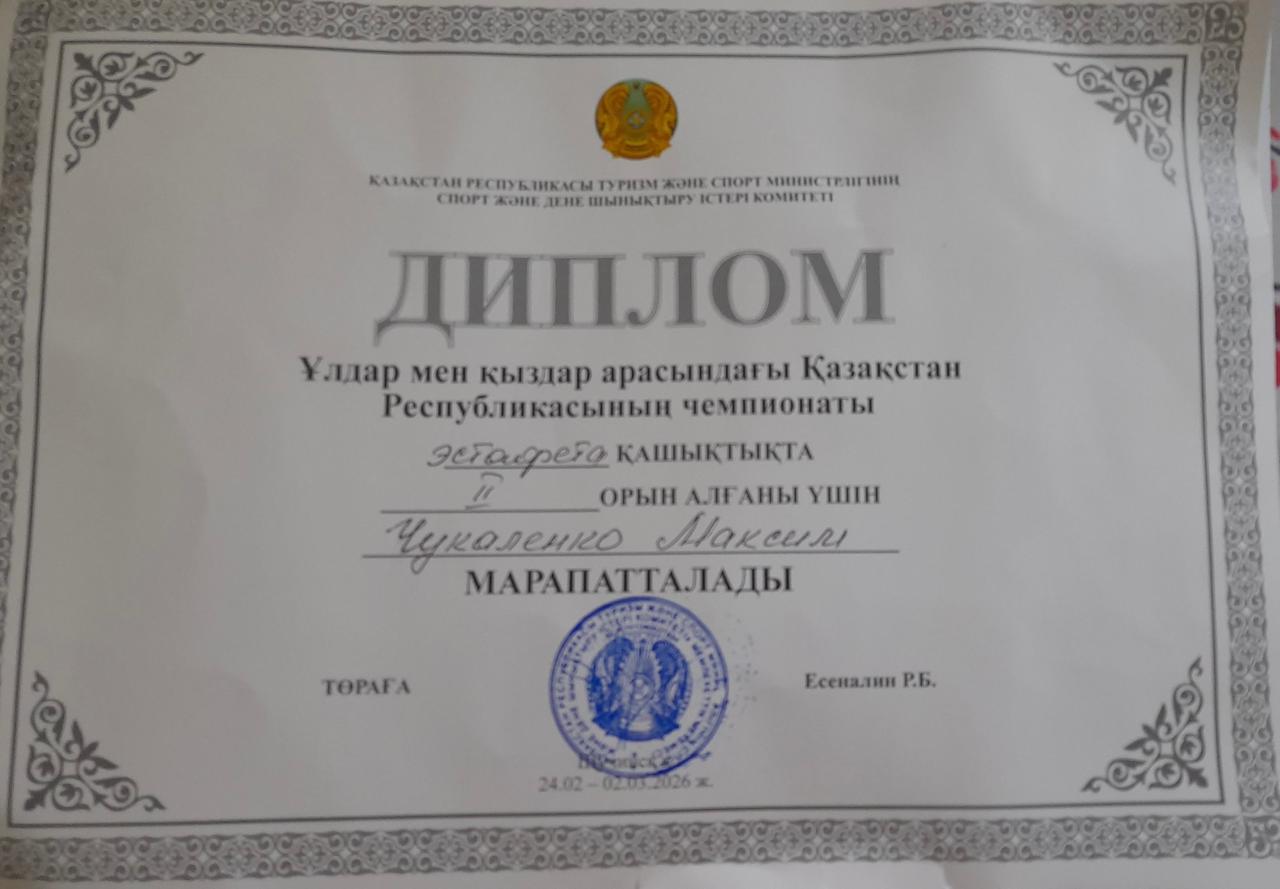 ҚАЗАҚСТАН РЕСПУБЛИКАСЫ ТУРИЗМ ЖӘНЕ СПОРТ МИНИСТРЛІГІНІҢ
СПОРТ ЖӘНЕ ДЕНЕ ШЫНЫҚТЫРУ ІСТЕРІ КОМИТЕТІ
ДИПЛОМ
Ұлдар мен қыздар арасындағы Қазақстан
Республикасының чемпионаты
эстафета ҚАШЫҚТЫҚТА
II ОРЫН АЛҒАНЫ ҮШІН
Чукаленко Максим
МАРАПАТТАЛАДЫ
ТӨРАҒА
Есеналин Р.Б.
24.02 – 02.03.2026 ж.